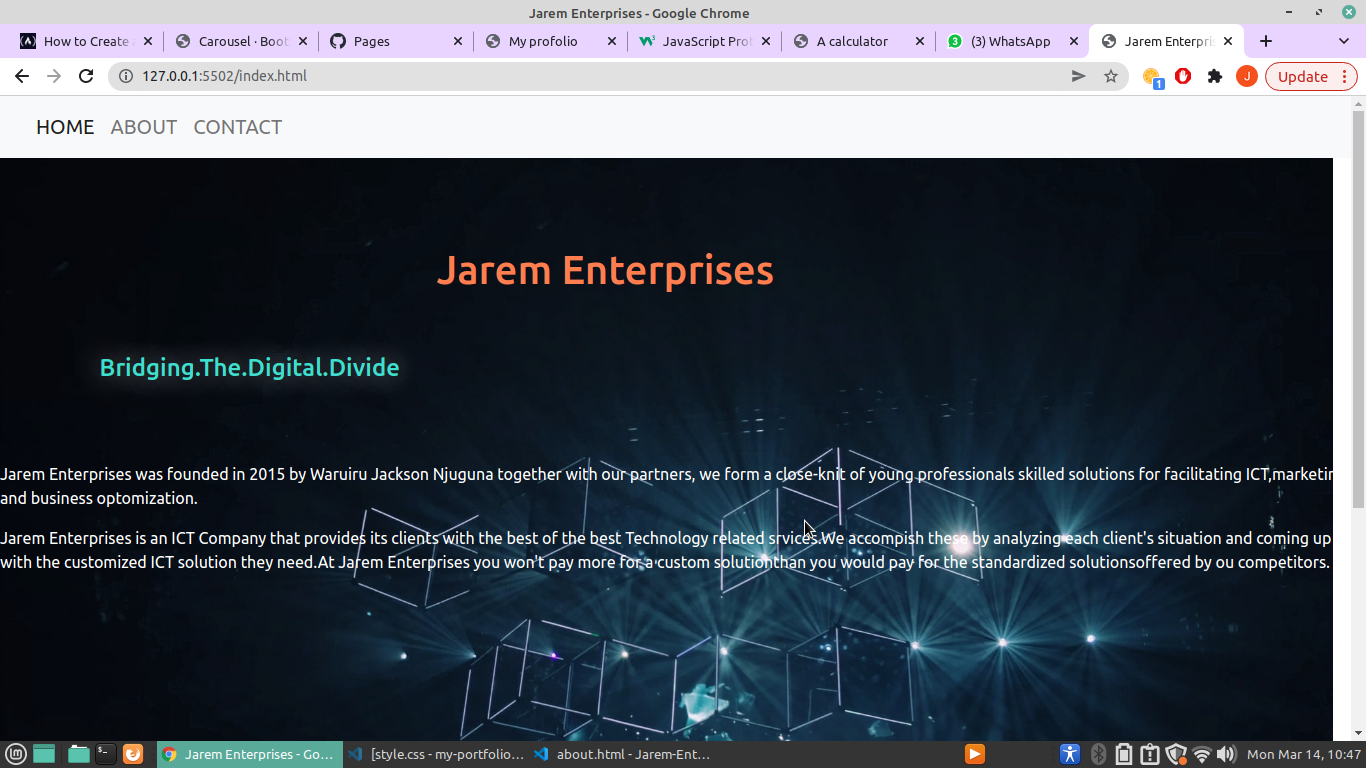 Jarem Enterprises - Google Chrome
How to Create
Carousel · Boot
Pages
My profolio
JavaScript Prot
A calculator
(3) WhatsApp
Jarem Enterpris
127.0.0.1:5502/index.html
1
J
Update
HOME ABOUT CONTACT
Jarem Enterprises
Bridging.The.Digital.Divide
Jarem Enterprises was founded in 2015 by Waruiru Jackson Njuguna together with our partners, we form a close-knit of young professionals skilled solutions for facilitating ICT,marketin
and business optomization.
Jarem Enterprises is an ICT Company that provides its clients with the best of the best Technology related srvices.We accompish these by analyzing each client's situation and coming up
with the customized ICT solution they need.At Jarem Enterprises you won't pay more for a custom solutionthan you would pay for the standardized solutionsoffered by ou competitors.
Jarem Enterprises - Go...
[style.css - my-portfolio...
about.html - Jarem-Ent...
Mon Mar 14, 10:47